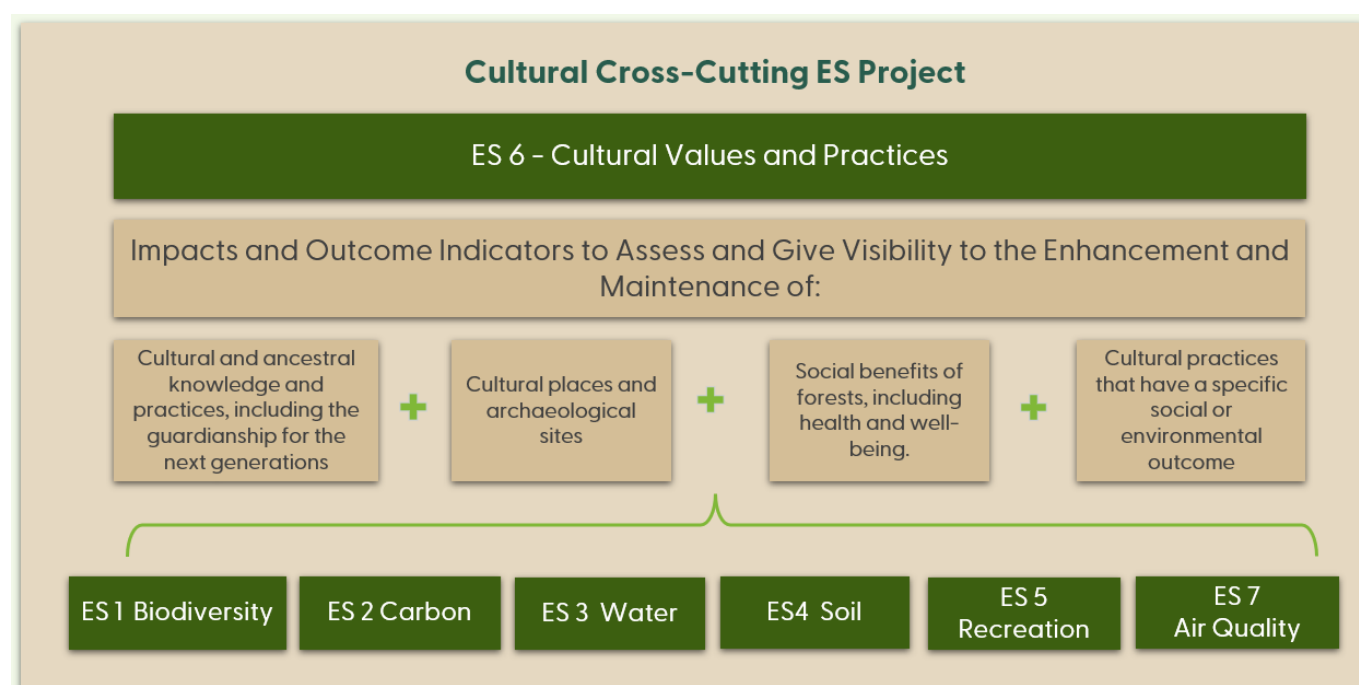 Cultural Cross-Cutting ES Project
ES 6 - Cultural Values and Practices
Impacts and Outcome Indicators to Assess and Give Visibility to the Enhancement and
Maintenance of:
Cultural and ancestral
knowledge and
practices, including the
guardianship for the
next generations
Cultural places and
archaeological
sites
Social benefits of
forests, including
health and well-
being.
Cultural practices
that have a specific
social or
environmental
outcome
ES 1 Biodiversity
ES 2 Carbon
ES 3 Water
ES4 Soil
ES 5
Recreation
ES 7
Air Quality